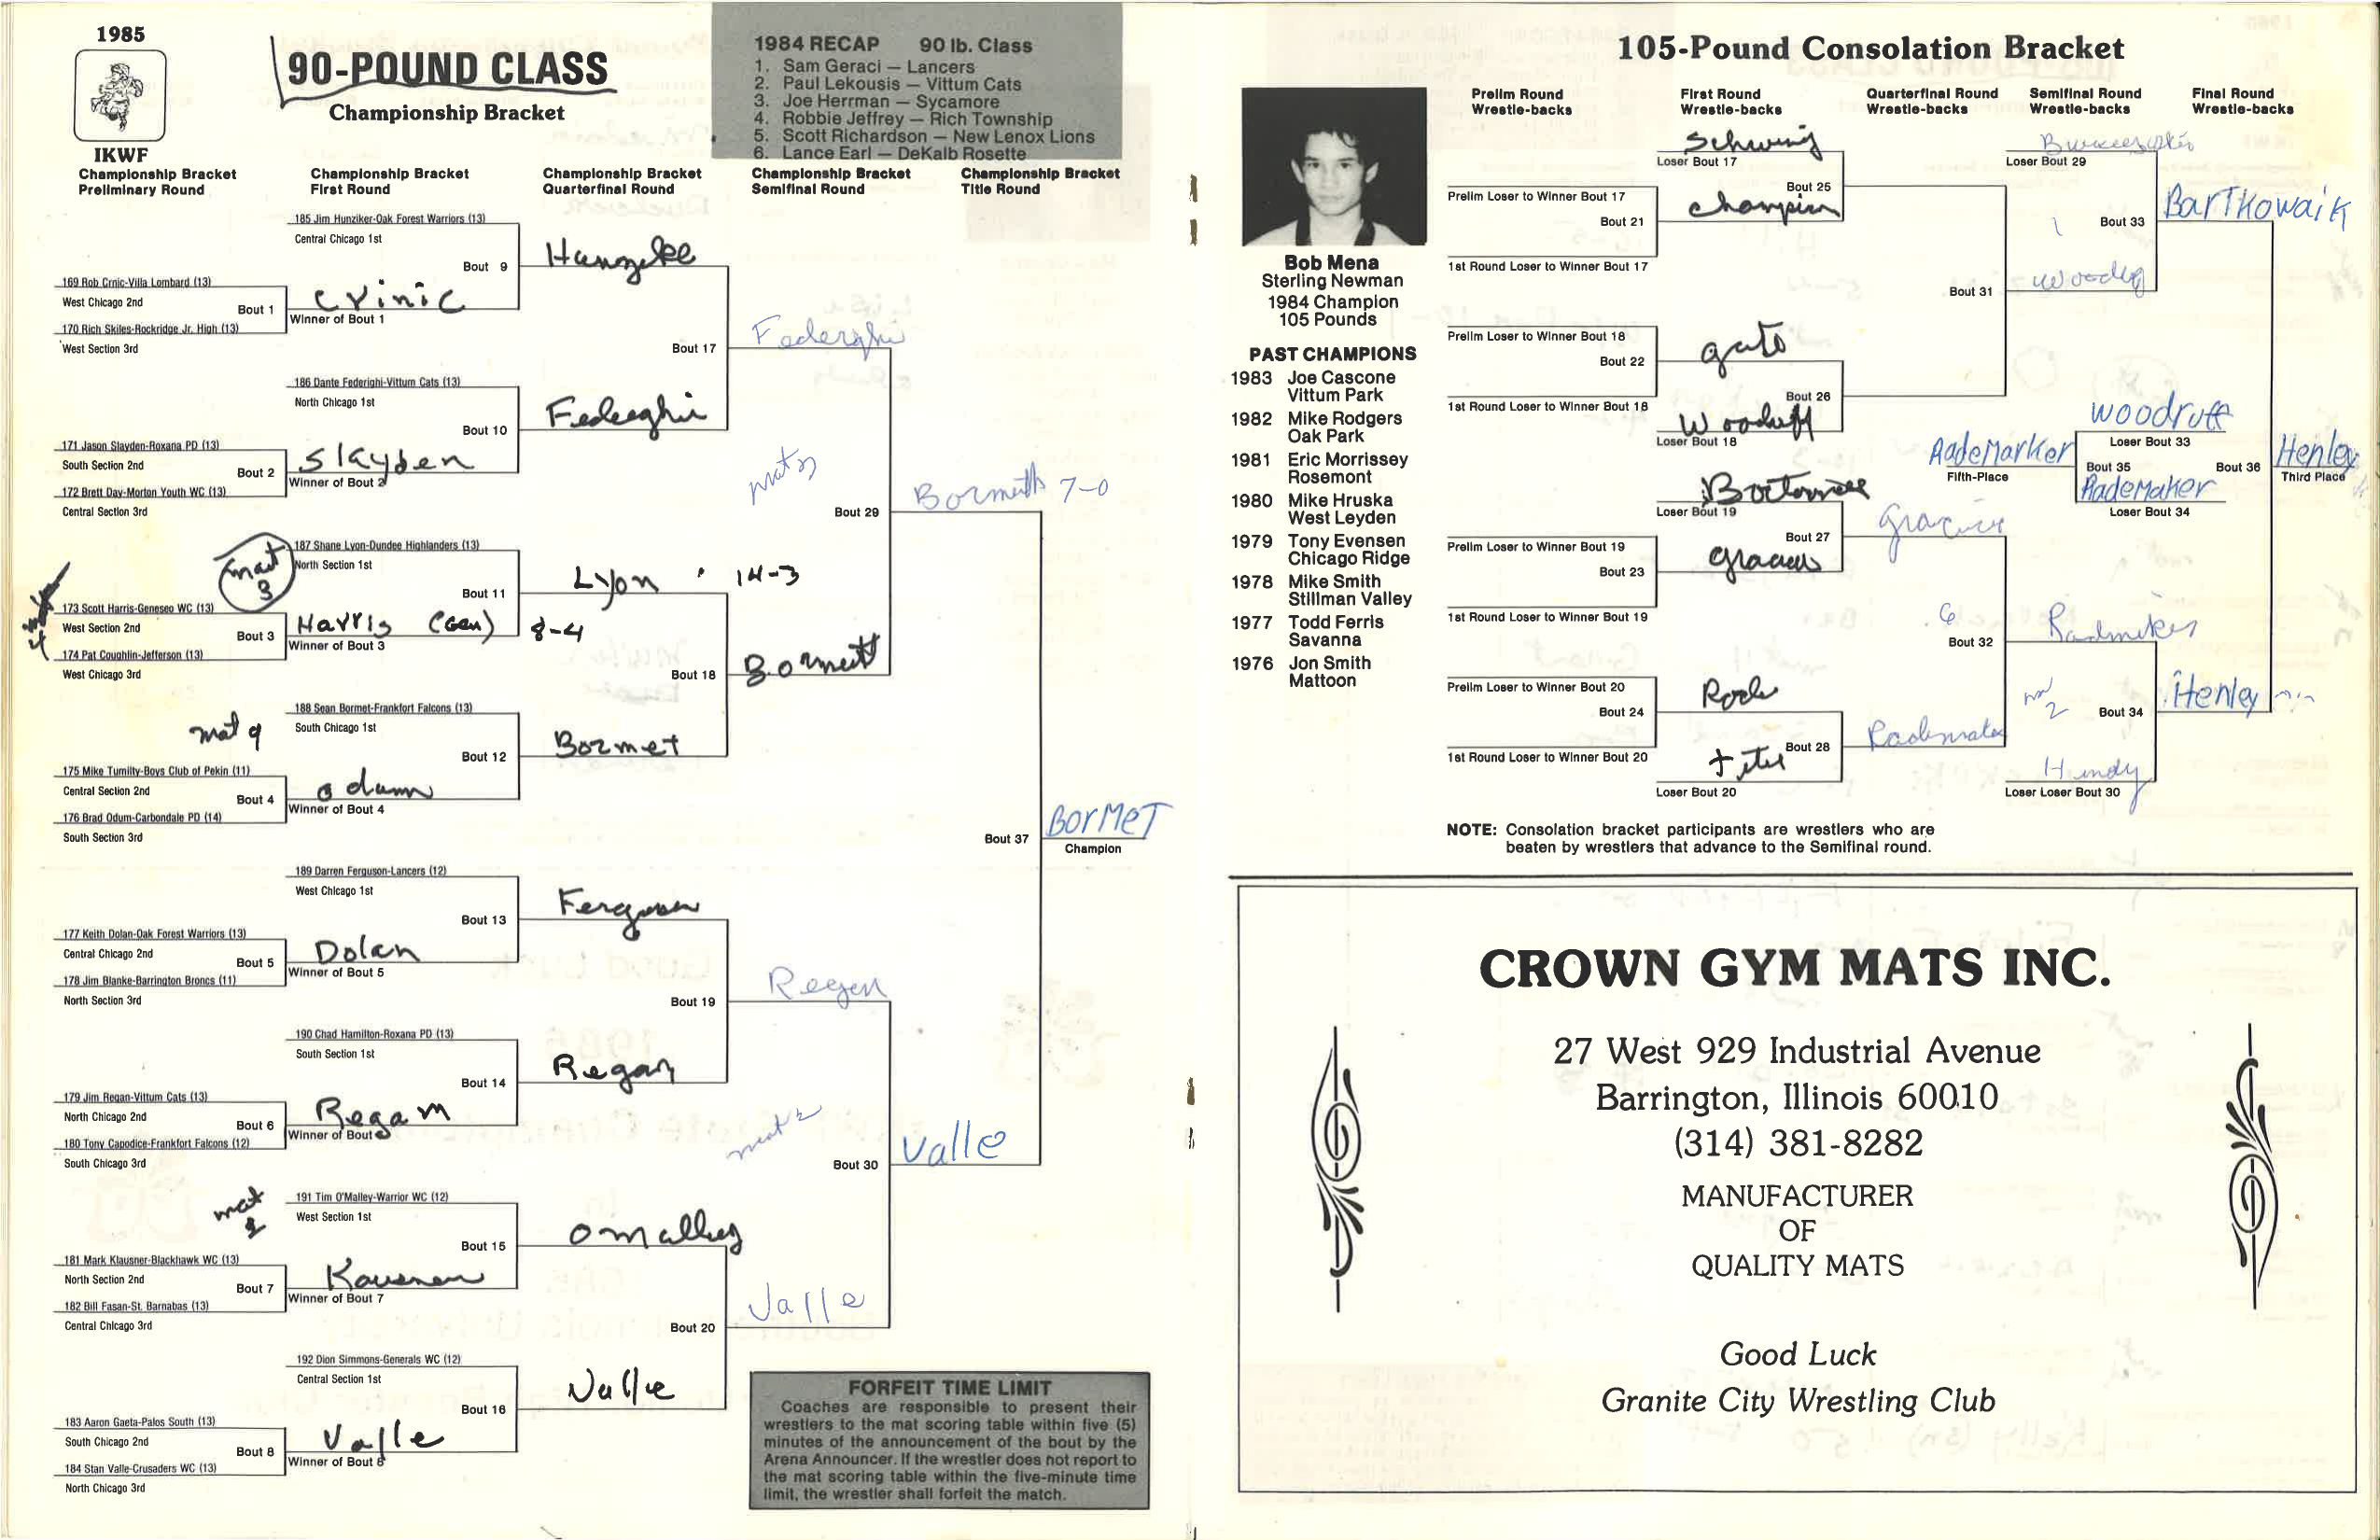 1985
IKWF
90-POUND CLASS
Championship Bracket
1984 RECAP 90 lb. Class
1. Sam Geraci — Lancers
2. Paul Lekousis — Vittum Cats
3. Joe Herrman — Sycamore
4. Robbie Jeffrey — Rich Township
5. Scott Richardson — New Lenox Lions
6. Lance Earl — DeKalb Rosette
Championship Bracket
Preliminary Round
Championship Bracket
First Round
Championship Bracket
Quarterfinal Round
Championship Bracket
Semifinal Round
Championship Bracket
Title Round
185 Jim Hunziker-Oak Forest Warriors (13)
Central Chicago 1st
Bout 9
169 Rob Crnic-Villa Lombard (13)
West Chicago 2nd
Bout 1
Crinic
Winner of Bout 1
170 Rich Skiles-Rockridge Jr. High (13)
West Section 3rd
Bout 17
Federghi
186 Dante Federighi-Vittum Cats (13)
North Chicago 1st
Bout 10
171 Jason Slayden-Roxana PD (13)
South Section 2nd
Bout 2
Slayden
Winner of Bout 2
172 Brett Day-Morton Youth WC (13)
Central Section 3rd
Bout 29
Bormeth 7-0
187 Shane Lyon-Dundee Highlanders (13)
North Section 1st
mat 3
Bout 11
Lyon 14-3
173 Scott Harris-Geneseo WC (13)
West Section 2nd
Bout 3
Harris (Gen) 8-4
Winner of Bout 3
174 Pat Coughlin-Jefferson (13)
West Chicago 3rd
Bout 18
Bormett
188 Sean Bormet-Frankfort Falcons (13)
South Chicago 1st
mat 9
Bout 12
Bormet
175 Mike Tumilty-Boys Club of Pekin (11)
Central Section 2nd
Bout 4
Odum
Winner of Bout 4
176 Brad Odum-Carbondale PD (14)
South Section 3rd
Bout 37
BorMeT
Champion
189 Darren Ferguson-Lancers (12)
West Chicago 1st
Bout 13
Ferguson
177 Keith Dolan-Oak Forest Warriors (13)
Central Chicago 2nd
Bout 5
Dolan
Winner of Bout 5
178 Jim Blanke-Barrington Broncs (11)
North Section 3rd
Bout 19
Regen
190 Chad Hamilton-Roxana PD (13)
South Section 1st
Bout 14
Regan
179 Jim Regan-Vittum Cats (13)
North Chicago 2nd
Bout 6
Regam
Winner of Bout 6
180 Tony Capodice-Frankfort Falcons (12)
South Chicago 3rd
mat 2
Bout 30
Valle
191 Tim O'Malley-Warrior WC (12)
West Section 1st
mat
Bout 15
Omalley
181 Mark Klausner-Blackhawk WC (13)
North Section 2nd
Bout 7
Winner of Bout 7
182 Bill Fasan-St. Barnabas (13)
Central Chicago 3rd
Bout 20
Valle
192 Dion Simmons-Generals WC (12)
Central Section 1st
Bout 16
Valle
183 Aaron Gaeta-Palos South (13)
South Chicago 2nd
Bout 8
Valle
Winner of Bout 8
184 Stan Valle-Crusaders WC (13)
North Chicago 3rd
FORFEIT TIME LIMIT
Coaches are responsible to present their
wrestlers to the mat scoring table within five (5)
minutes of the announcement of the bout by the
Arena Announcer. If the wrestler does not report to
the mat scoring table within the five-minute time
limit, the wrestler shall forfeit the match.
105-Pound Consolation Bracket
Bob Mena
Sterling Newman
1984 Champion
105 Pounds
PAST CHAMPIONS
1983 Joe Cascone
Vittum Park
1982 Mike Rodgers
Oak Park
1981 Eric Morrissey
Rosemont
1980 Mike Hruska
West Leyden
1979 Tony Evensen
Chicago Ridge
1978 Mike Smith
Stillman Valley
1977 Todd Ferris
Savanna
1976 Jon Smith
Mattoon
Prelim Round
Wrestle-backs
First Round
Wrestle-backs
Quarterfinal Round
Wrestle-backs
Semifinal Round
Wrestle-backs
Final Round
Wrestle-backs
Schwing
Loser Bout 17
Bout 25
Prelim Loser to Winner Bout 17
Bout 21
Champion
1st Round Loser to Winner Bout 17
Loser Bout 29
Bout 33
BarTKowaik
Bout 31
Prelim Loser to Winner Bout 18
Bout 22
gato
1st Round Loser to Winner Bout 18
Bout 26
Woodruff
Loser Bout 18
woodruff
Loser Bout 33
RadeMarker
Fifth-Place
Bout 35
Bout 36
Henley
Third Place
RadeMaker
Loser Bout 34
Loser Bout 19
Bout 27
Prelim Loser to Winner Bout 19
Bout 23
1st Round Loser to Winner Bout 19
6
Bout 32
Prelim Loser to Winner Bout 20
Bout 24
1st Round Loser to Winner Bout 20
Bout 28
Loser Bout 20
2
Bout 34
Henley
Loser Loser Bout 30
NOTE: Consolation bracket participants are wrestlers who are
beaten by wrestlers that advance to the Semifinal round.
CROWN GYM MATS INC.
27 West 929 Industrial Avenue
Barrington, Illinois 60010
(314) 381-8282
MANUFACTURER
OF
QUALITY MATS
Good Luck
Granite City Wrestling Club